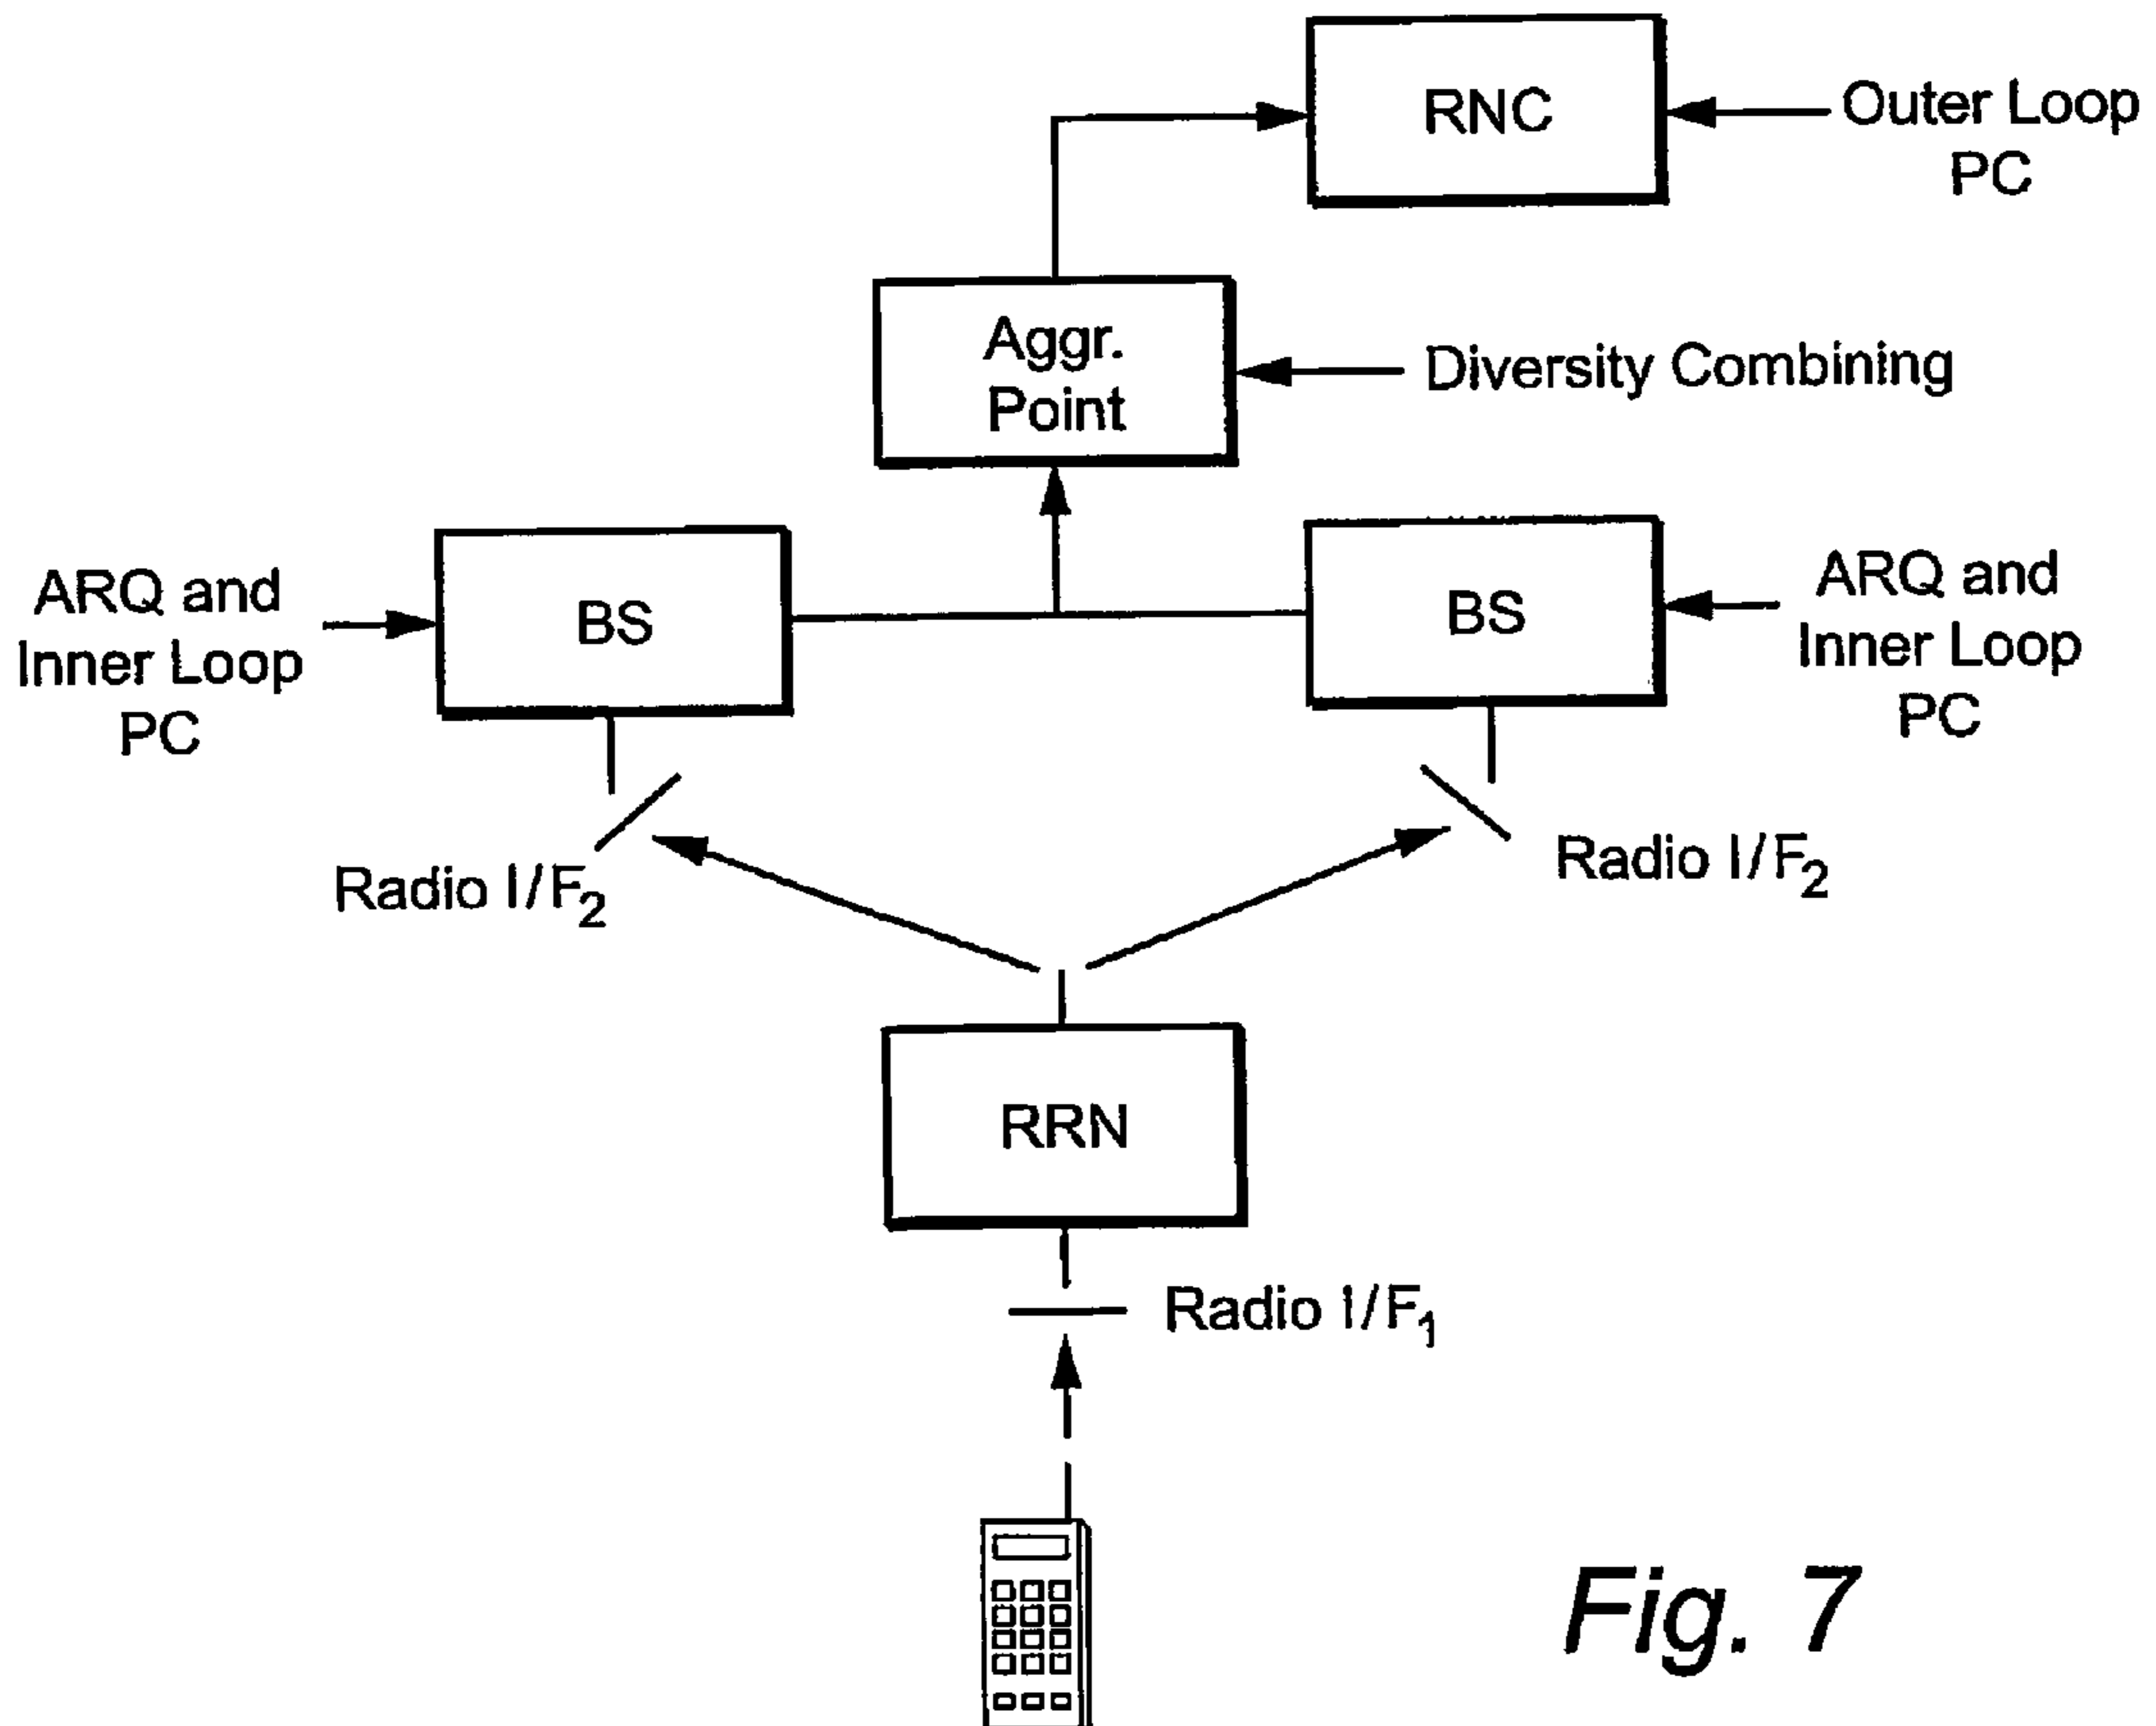 RNC
Outer Loop
PC
Aggr.
Point
Diversity Combining
ARQ and
Inner Loop
PC
BS
BS
ARQ and
Inner Loop
PC
Radio I/F₂
Radio I/F₂
RRN
Radio I/F₁
Fig. 7